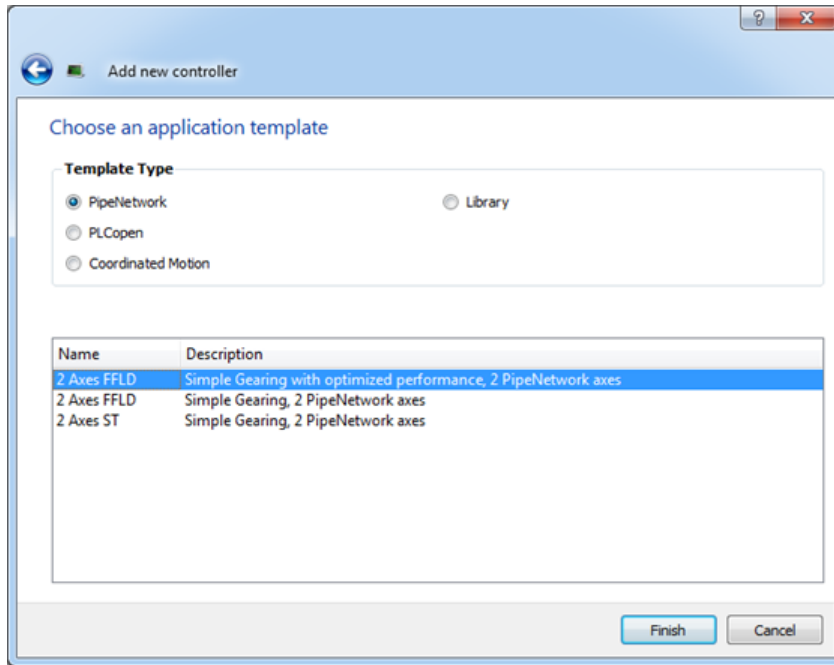 Add new controller
Choose an application template
Template Type
PipeNetwork
Library
PLCopen
Coordinated Motion
Name Description
2 Axes FFLD Simple Gearing with optimized performance, 2 PipeNetwork axes
2 Axes FFLD Simple Gearing, 2 PipeNetwork axes
2 Axes ST Simple Gearing, 2 PipeNetwork axes
Finish Cancel